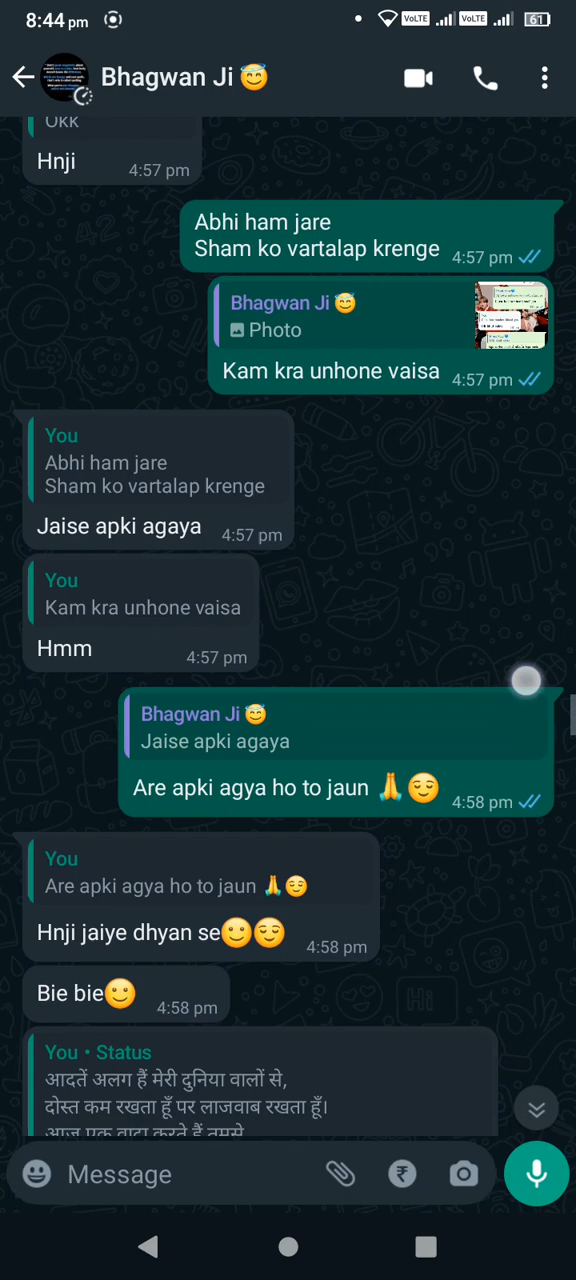 8:44 pm
VoLTE
VoLTE
61
Bhagwan Ji 😇
Okk
Hnji
4:57 pm
Abhi ham jare
Sham ko vartalap krenge
4:57 pm
Bhagwan Ji 😇
Photo
Kam kra unhone vaisa
4:57 pm
You
Abhi ham jare
Sham ko vartalap krenge
Jaise apki agaya
4:57 pm
You
Kam kra unhone vaisa
Hmm
4:57 pm
Bhagwan Ji 😇
Jaise apki agaya
Are apki agya ho to jaun 🙏😌
4:58 pm
You
Are apki agya ho to jaun 🙏😌
Hnji jaiye dhyan se🙂😌
4:58 pm
Bie bie🙂
4:58 pm
You • Status
आदतें अलग हैं मेरी दुनिया वालों से,
दोस्त कम रखता हूँ पर लाजवाब रखता हूँ।
आज एक वादा करते हैं तुमसे
Message